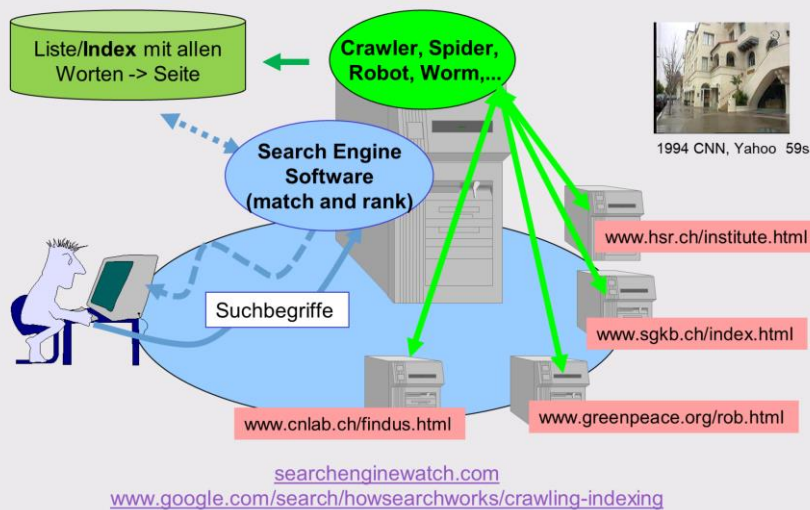 Liste/Index mit allen
Worten -> Seite
Crawler, Spider,
Robot, Worm,...
1994 CNN, Yahoo 59s
Search Engine
Software
(match and rank)
www.hsr.ch/institute.html
Suchbegriffe
www.sgkb.ch/index.html
www.cnlab.ch/findus.html
www.greenpeace.org/rob.html
searchenginewatch.com
www.google.com/search/howsearchworks/crawling-indexing